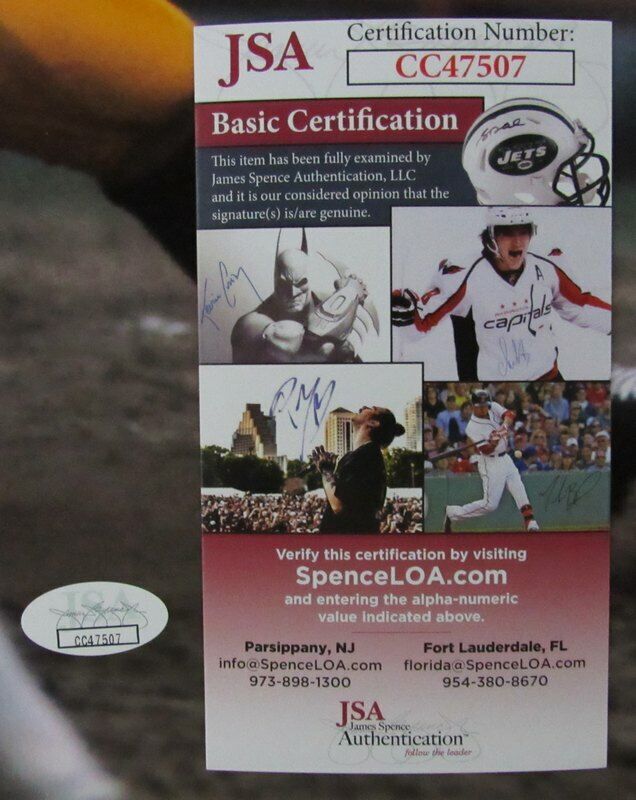 JSA
Certification Number:
CC47507
Basic Certification
This item has been fully examined by
James Spence Authentication, LLC
and it is our considered opinion that the
signature(s) is/are genuine.
JETS
A
capitals
Verify this certification by visiting
SpenceLOA.com
and entering the alpha-numeric
value indicated above.
Parsippany, NJ
info@SpenceLOA.com
973-898-1300
Fort Lauderdale, FL
florida@SpenceLOA.com
954-380-8670
JSA
James Spence
Authentication™
follow the leader
JSA
CC47507